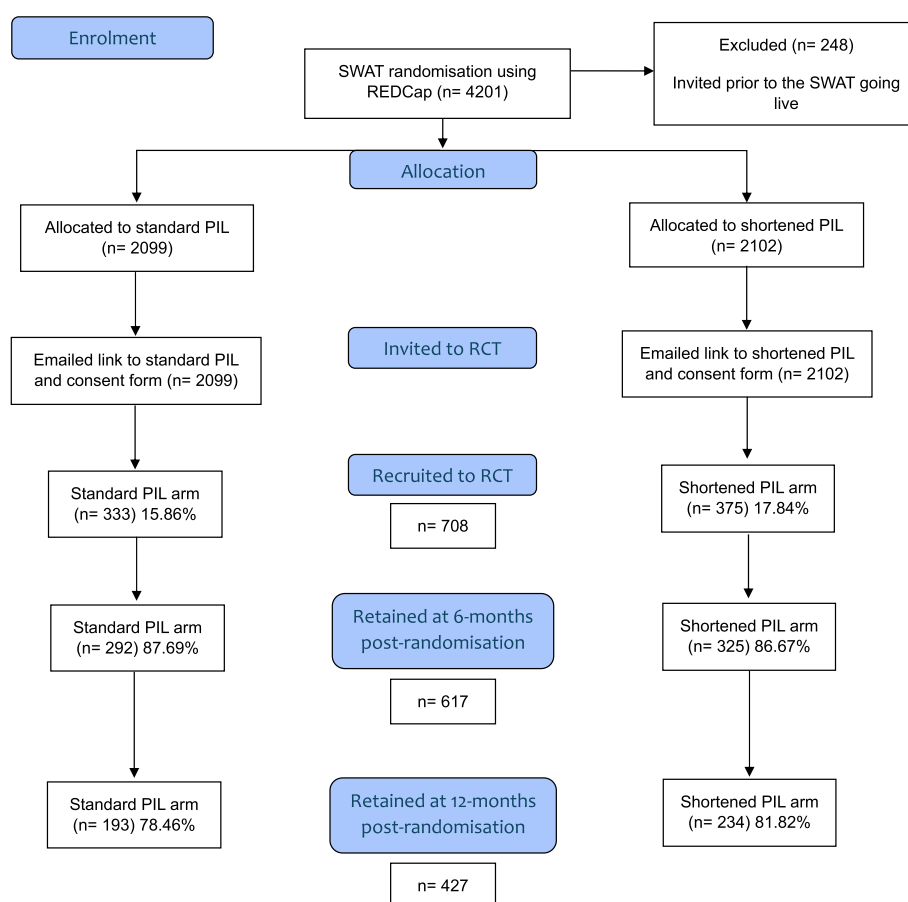 Enrolment
SWAT randomisation using
REDCap (n= 4201)
Excluded (n= 248)
Invited prior to the SWAT going
live
Allocation
Allocated to standard PIL
(n= 2099)
Allocated to shortened PIL
(n= 2102)
Emailed link to standard PIL
and consent form (n= 2099)
Invited to RCT
Emailed link to shortened PIL
and consent form (n= 2102)
Standard PIL arm
(n= 333) 15.86%
Recruited to RCT
n= 708
Shortened PIL arm
(n= 375) 17.84%
Standard PIL arm
(n= 292) 87.69%
Retained at 6-months
post-randomisation
n= 617
Shortened PIL arm
(n= 325) 86.67%
Standard PIL arm
(n= 193) 78.46%
Retained at 12-months
post-randomisation
n= 427
Shortened PIL arm
(n= 234) 81.82%